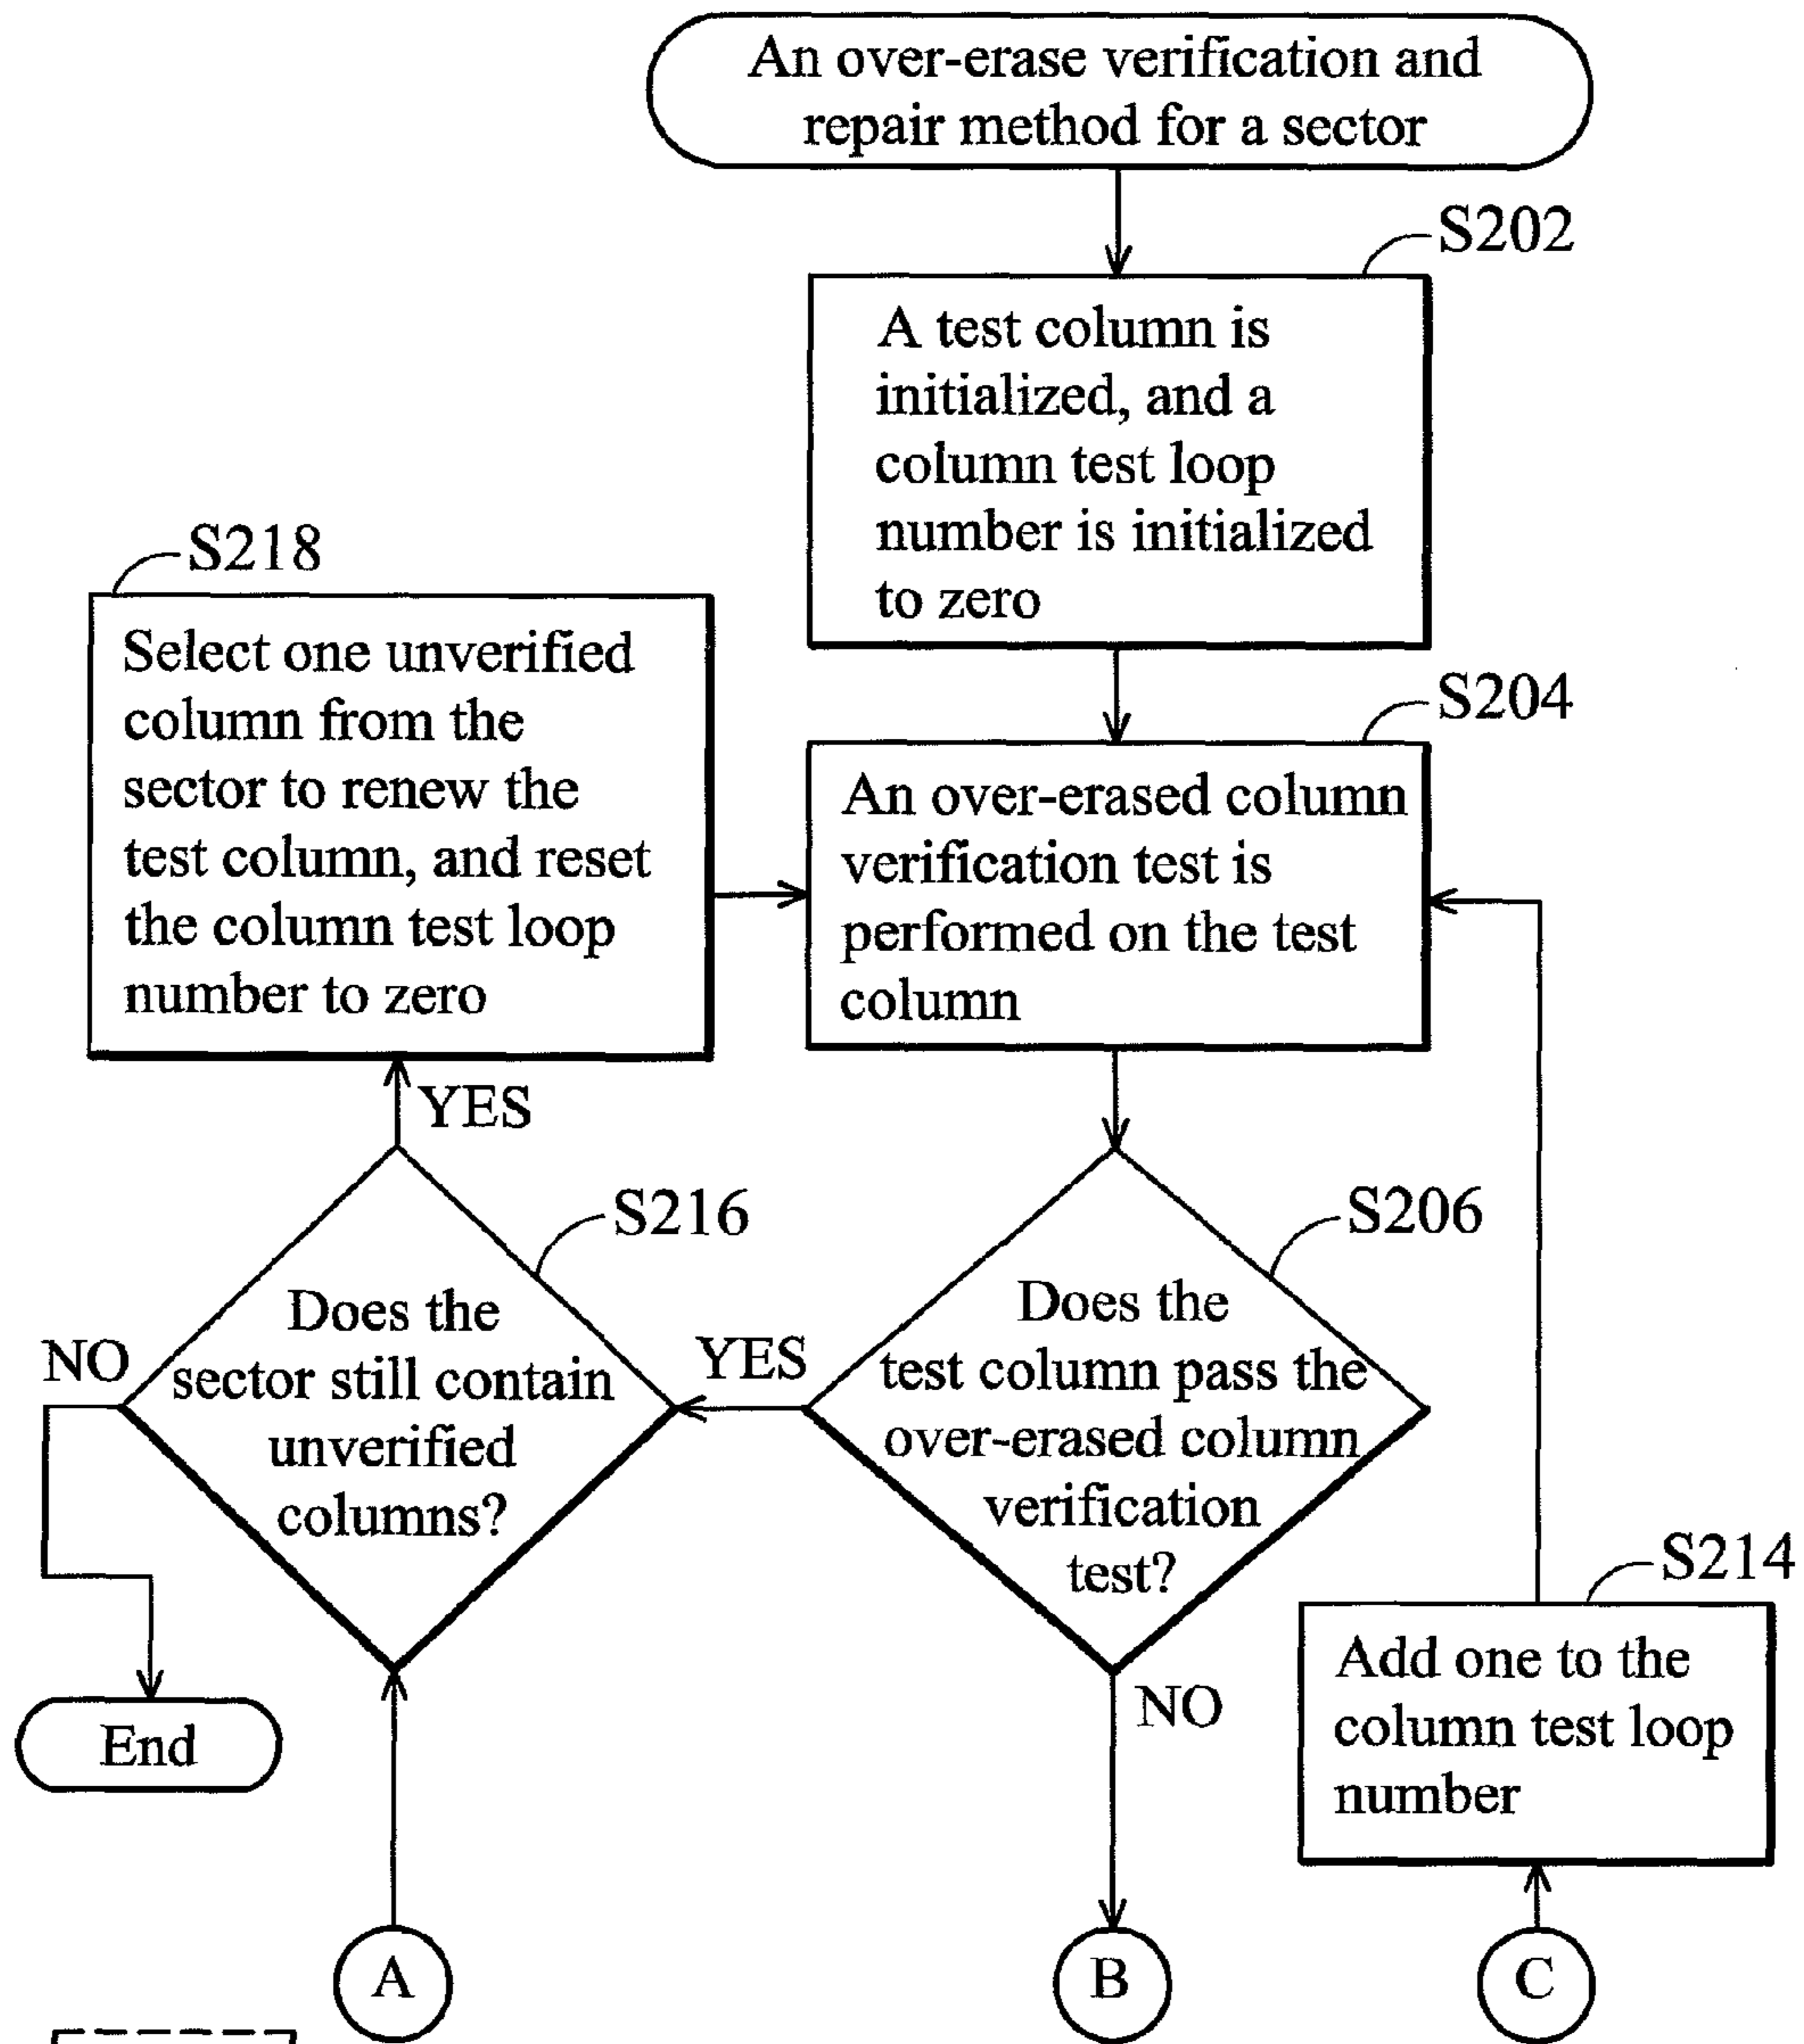 An over-erase verification and
repair method for a sector
S202
A test column is
initialized, and a
column test loop
number is initialized
to zero
S218
Select one unverified
column from the
sector to renew the
test column, and reset
the column test loop
number to zero
S204
An over-erased column
verification test is
performed on the test
column
YES
S216
Does the
sector still contain
unverified
columns?
NO
End
YES
S206
Does the
test column pass the
over-erased column
verification
test?
NO
S214
Add one to the
column test loop
number
A
B
C